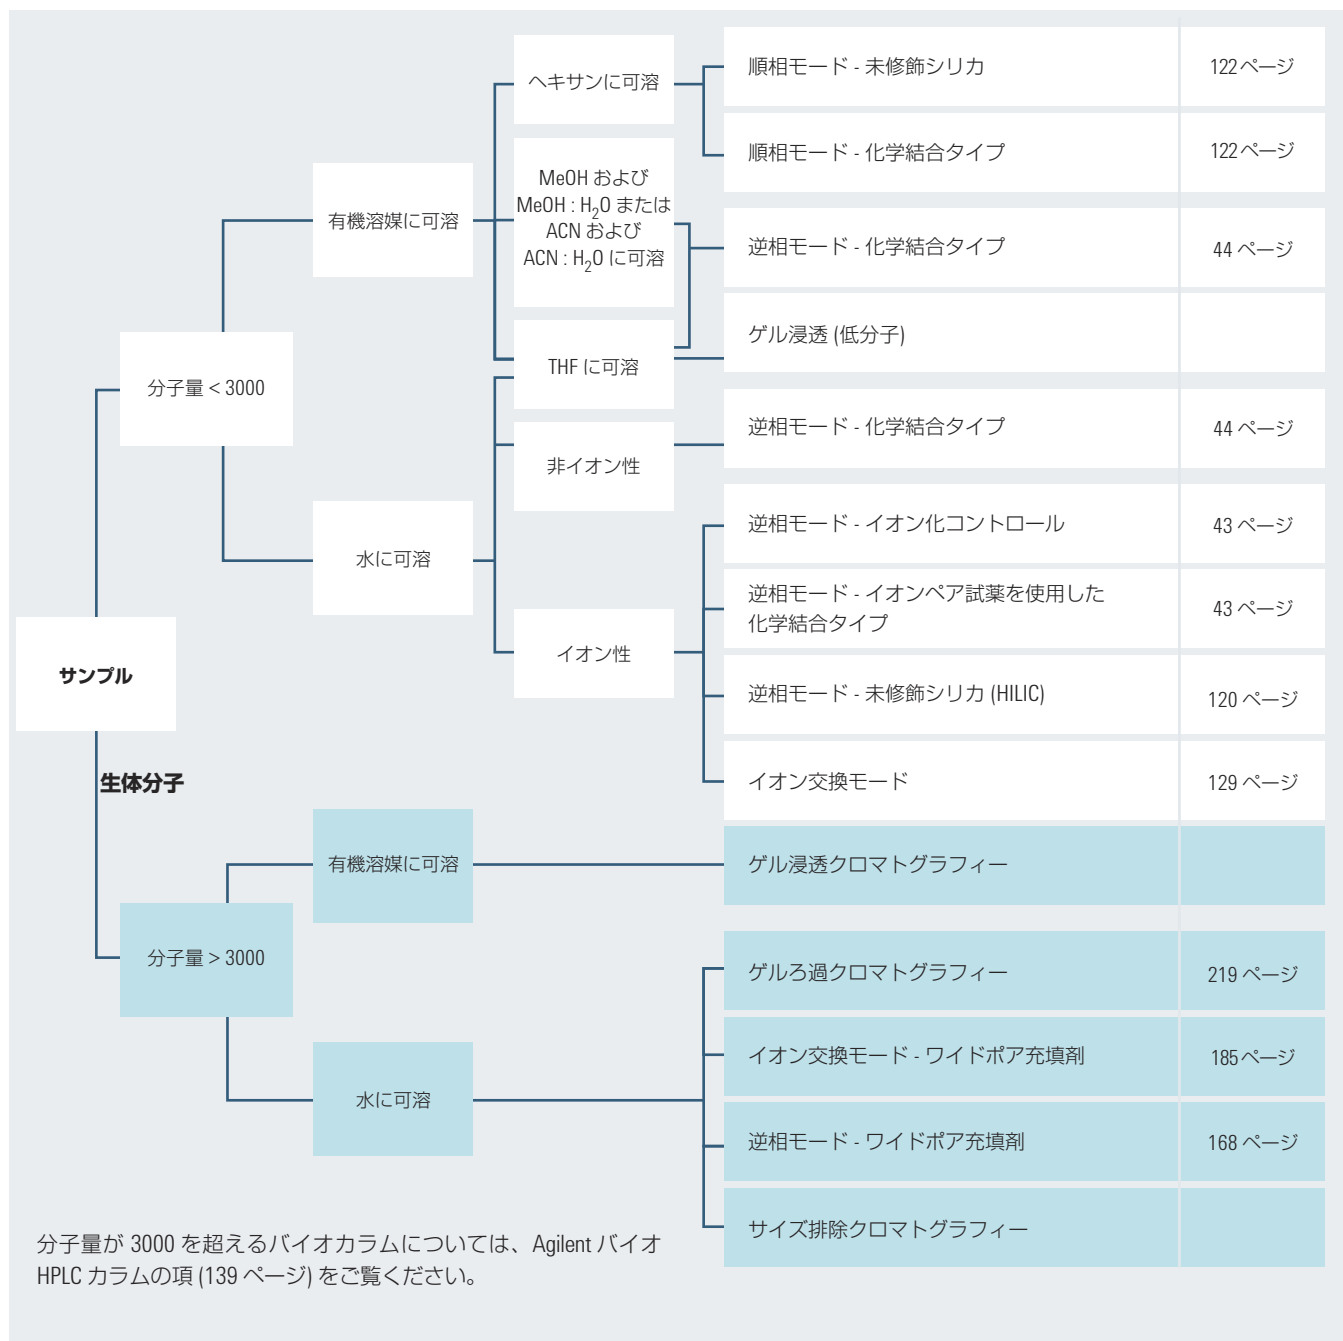 サンプル
生体分子
分子量 < 3000
分子量 > 3000
有機溶媒に可溶
水に可溶
有機溶媒に可溶
水に可溶
ヘキサンに可溶
MeOH および
MeOH : H₂O または
ACN および
ACN : H₂O に可溶
THF に可溶
非イオン性
イオン性
順相モード - 未修飾シリカ 122ページ
順相モード - 化学結合タイプ 122ページ
逆相モード - 化学結合タイプ 44 ページ
ゲル浸透 (低分子)
逆相モード - 化学結合タイプ 44 ページ
逆相モード - イオン化コントロール 43 ページ
逆相モード - イオンペア試薬を使用した
化学結合タイプ 43 ページ
逆相モード - 未修飾シリカ (HILIC) 120 ページ
イオン交換モード 129 ページ
ゲル浸透クロマトグラフィー
ゲルろ過クロマトグラフィー 219 ページ
イオン交換モード - ワイドポア充填剤 185ページ
逆相モード - ワイドポア充填剤 168 ページ
サイズ排除クロマトグラフィー
分子量が 3000 を超えるバイオカラムについては、Agilent バイオ
HPLC カラムの項 (139 ページ) をご覧ください。